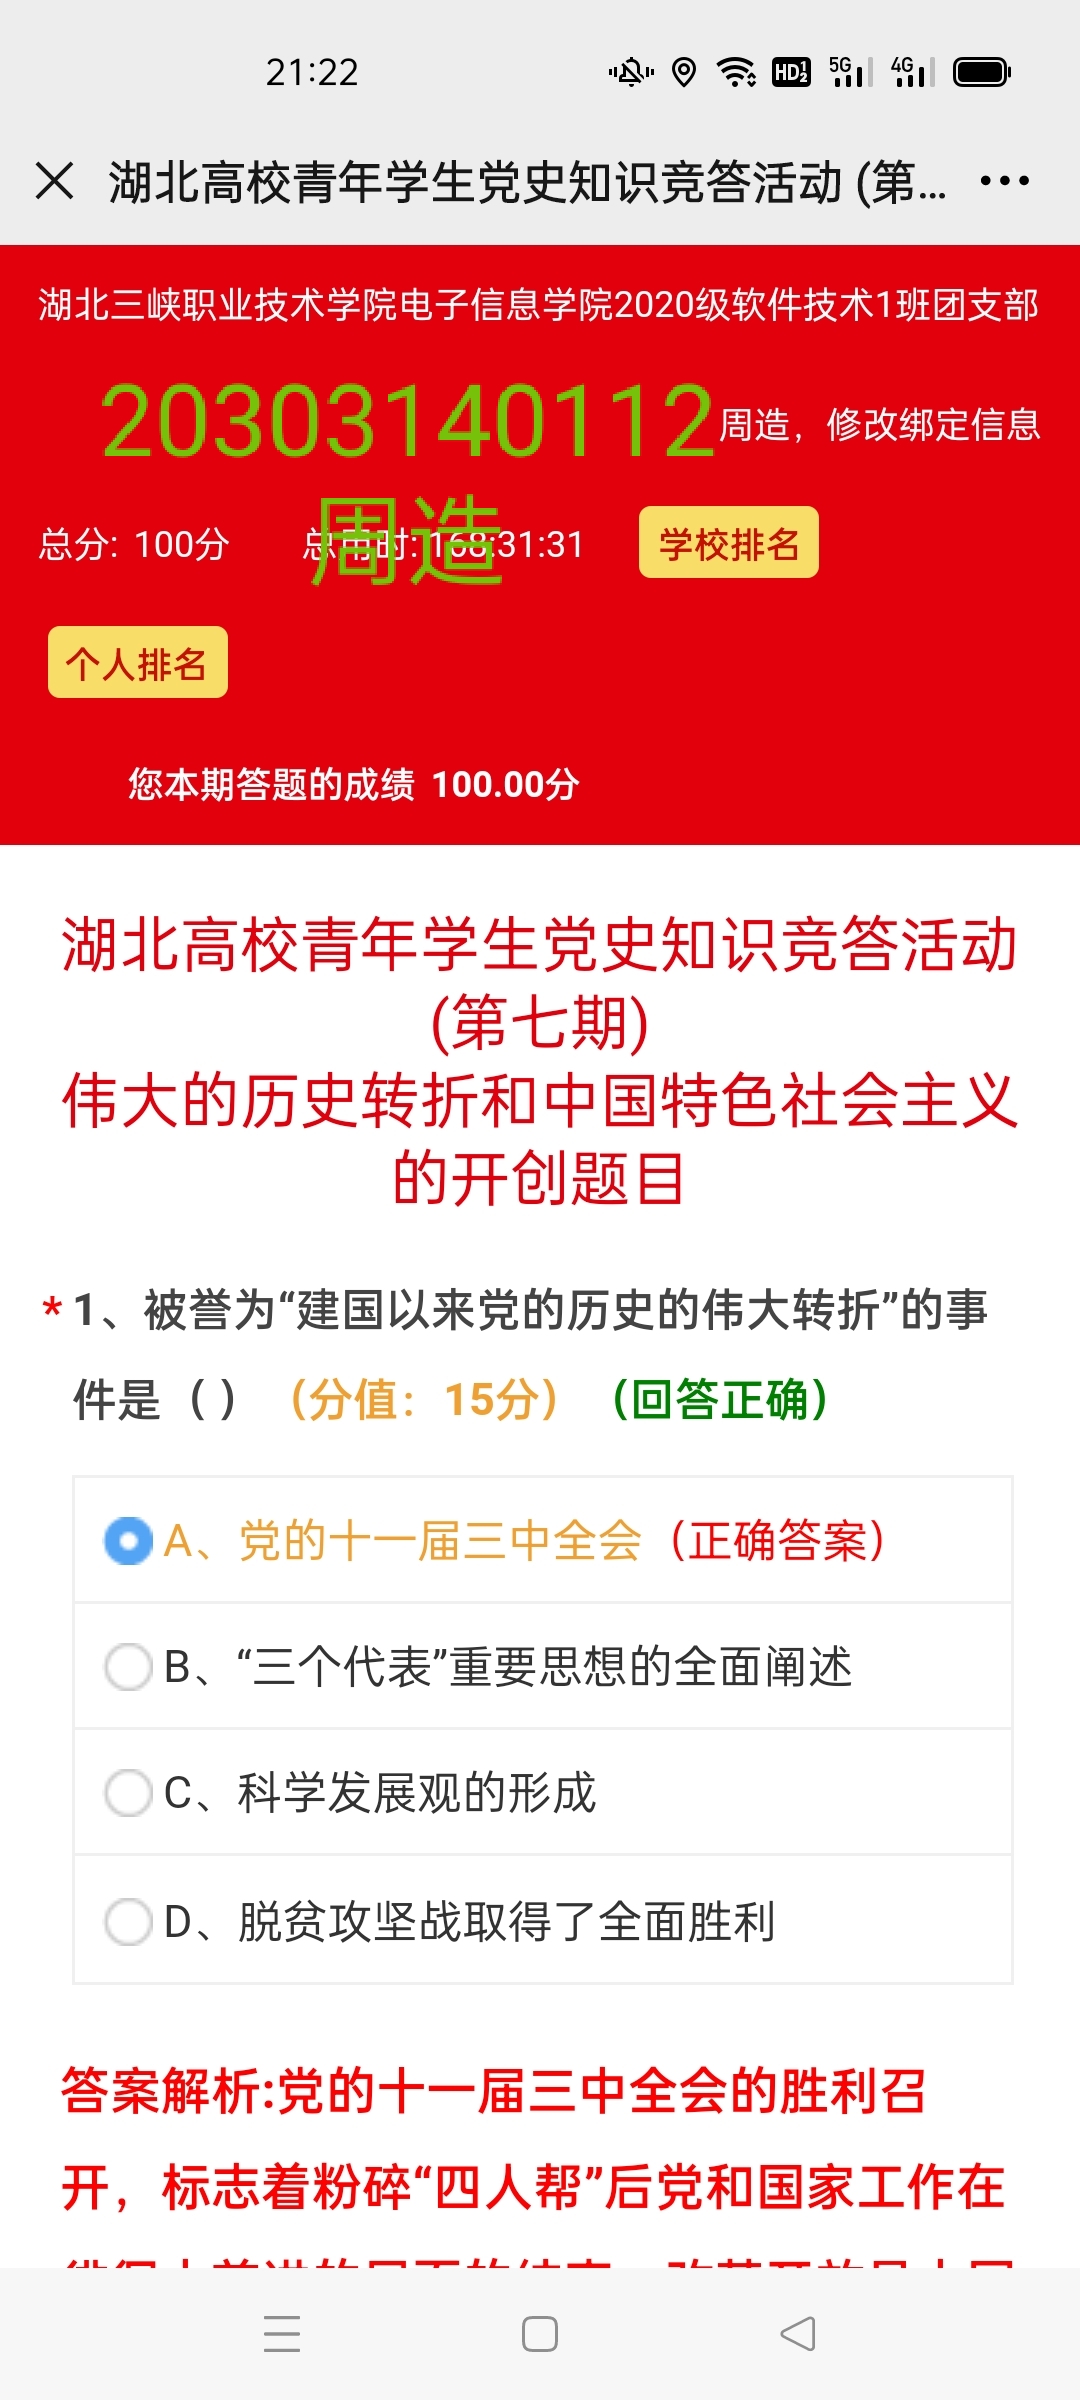 21:22
HD 1 2 5G 4G
湖北高校青年学生党史知识竞答活动 (第...
湖北三峡职业技术学院电子信息学院2020级软件技术1班团支部
20303140112
周造，修改绑定信息
周造
总分: 100分 总用时: 168:31:31 学校排名
个人排名
您本期答题的成绩 100.00分
湖北高校青年学生党史知识竞答活动
(第七期)
伟大的历史转折和中国特色社会主义
的开创题目
* 1、被誉为“建国以来党的历史的伟大转折”的事
件是（ ）（分值：15分）（回答正确）
A、党的十一届三中全会（正确答案）
B、“三个代表”重要思想的全面阐述
C、科学发展观的形成
D、脱贫攻坚战取得了全面胜利
答案解析:党的十一届三中全会的胜利召
开，标志着粉碎“四人帮”后党和国家工作在